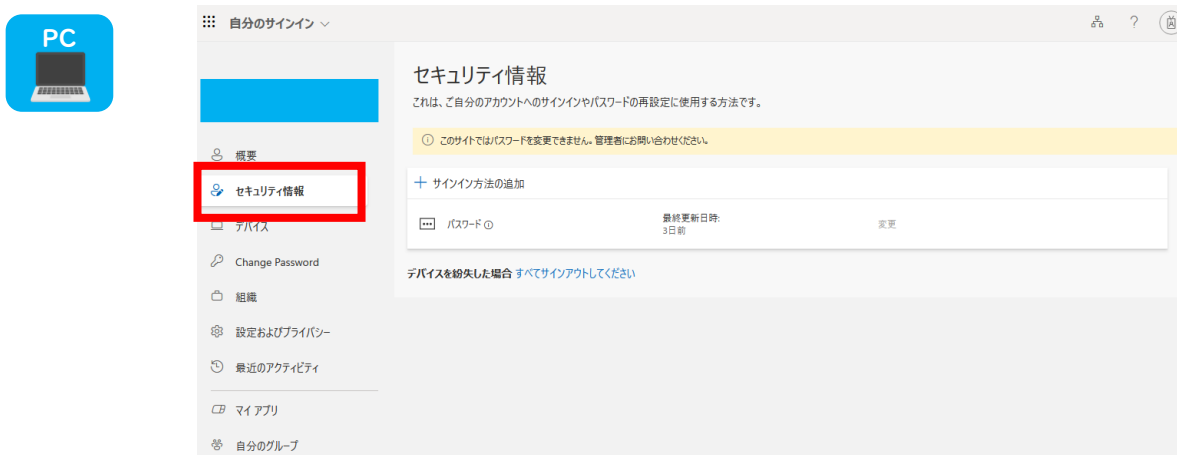 PC
自分のサインイン
?
セキュリティ情報
これは、ご自分のアカウントへのサインインやパスワードの再設定に使用する方法です。
このサイトではパスワードを変更できません。管理者にお問い合わせください。
概要
セキュリティ情報
デバイス
Change Password
組織
設定およびプライバシー
最近のアクティビティ
マイ アプリ
自分のグループ
+ サインイン方法の追加
パスワード
最終更新日時:
3日前
変更
デバイスを紛失した場合 すべてサインアウトしてください